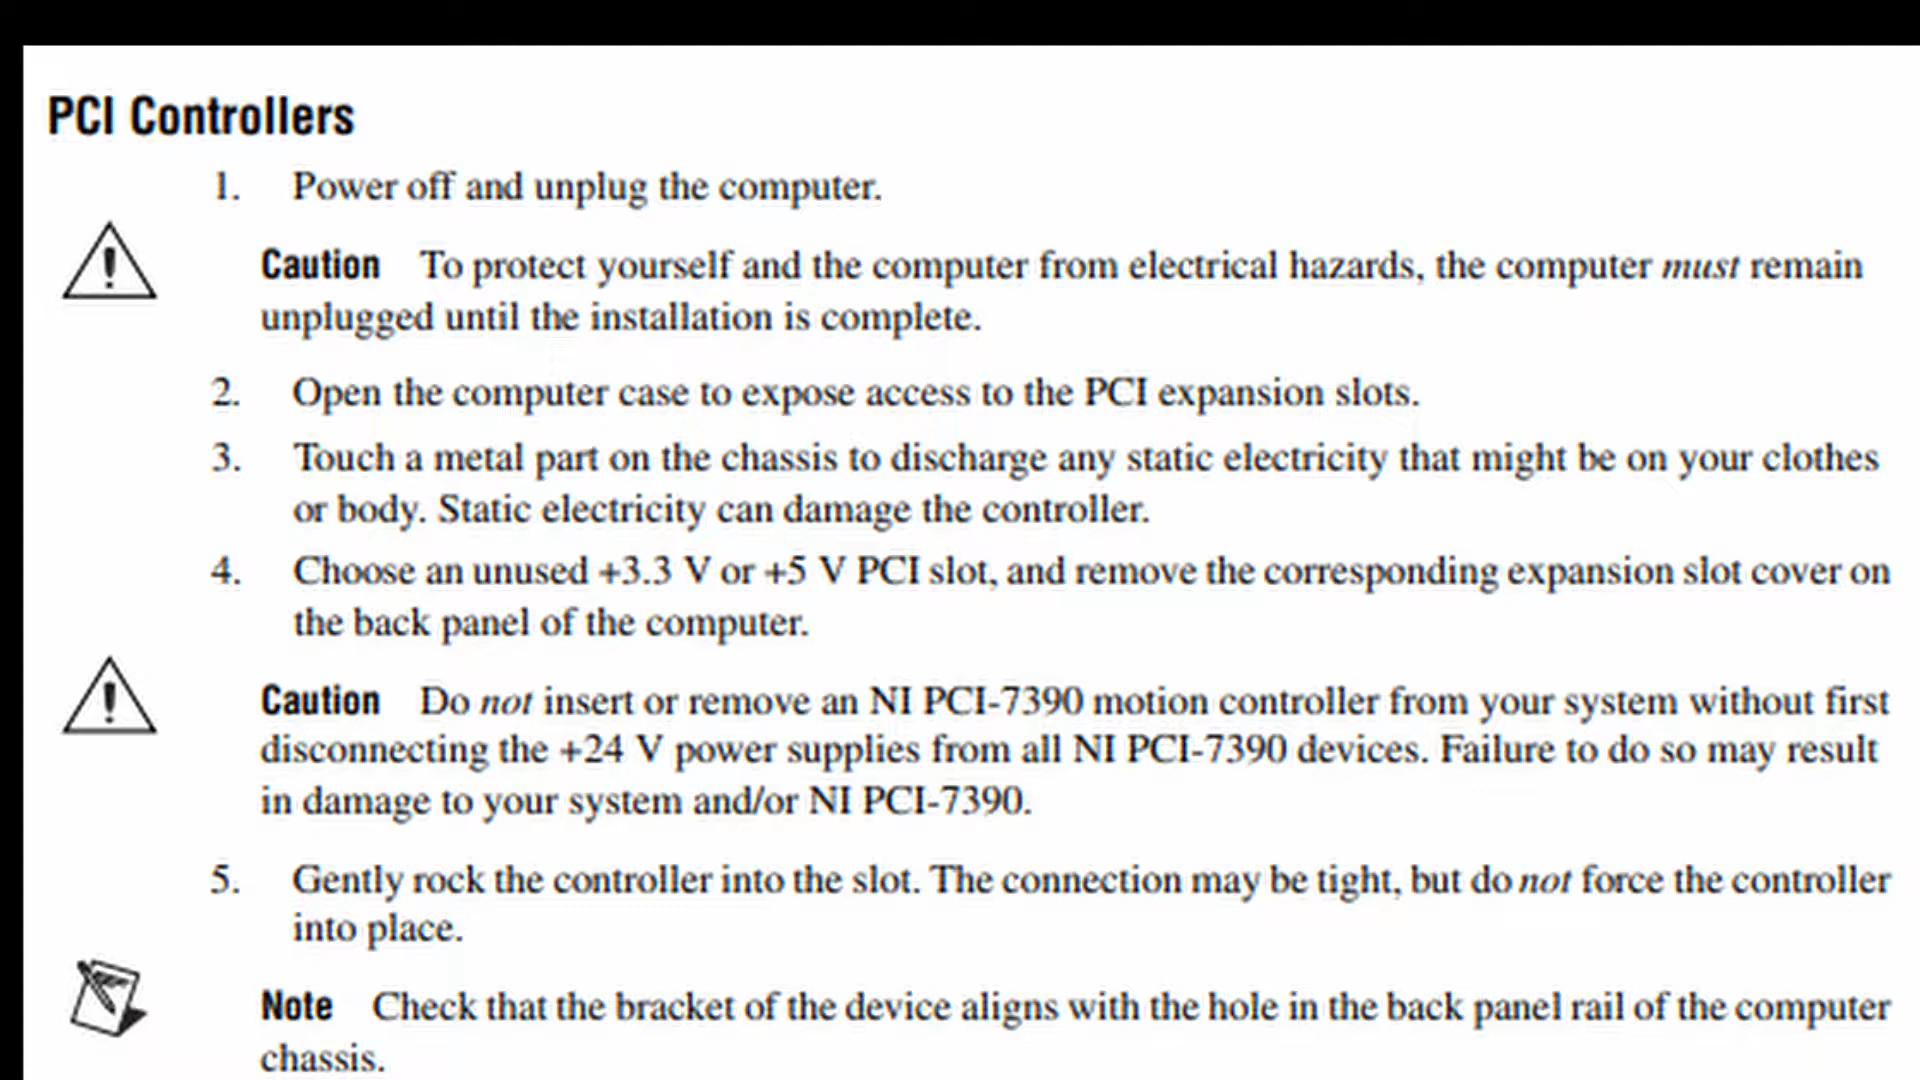 PCI Controllers
1. Power off and unplug the computer.
Caution To protect yourself and the computer from electrical hazards, the computer must remain
unplugged until the installation is complete.
2. Open the computer case to expose access to the PCI expansion slots.
3. Touch a metal part on the chassis to discharge any static electricity that might be on your clothes
or body. Static electricity can damage the controller.
4. Choose an unused +3.3 V or +5 V PCI slot, and remove the corresponding expansion slot cover on
the back panel of the computer.
Caution Do not insert or remove an NI PCI-7390 motion controller from your system without first
disconnecting the +24 V power supplies from all NI PCI-7390 devices. Failure to do so may result
in damage to your system and/or NI PCI-7390.
5. Gently rock the controller into the slot. The connection may be tight, but do not force the controller
into place.
Note Check that the bracket of the device aligns with the hole in the back panel rail of the computer
chassis.